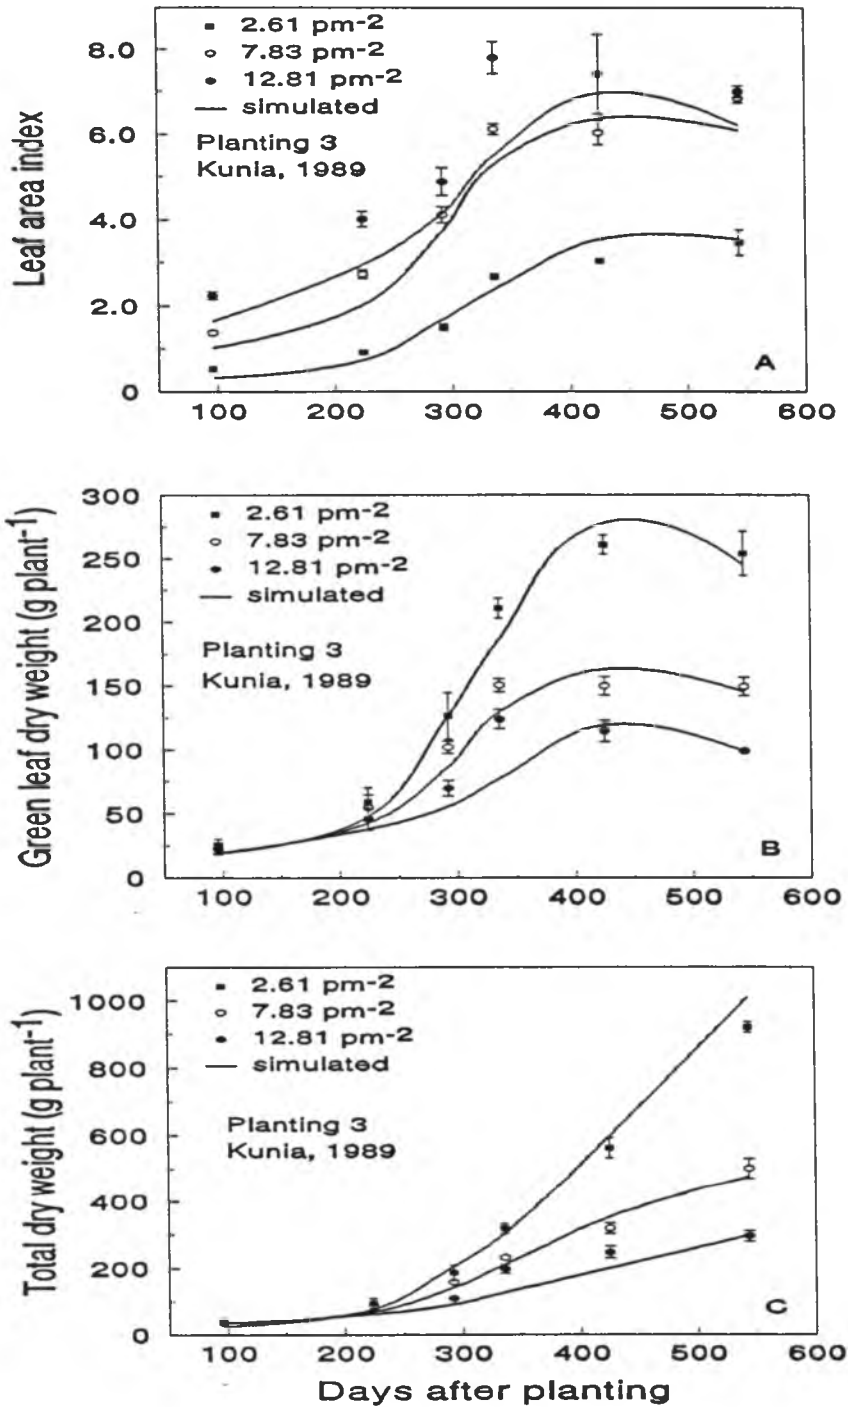 2.61 pm-2
7.83 pm-2
12.81 pm-2
simulated
Planting 3
Kunia, 1989
Leaf area index
8.0
6.0
4.0
2.0
0
A
100 200 300 400 500 600
300
250
200
150
100
50
0
2.61 pm-2
7.83 pm-2
12.81 pm-2
simulated
Planting 3
Kunia, 1989
Green leaf dry weight (g plant-1)
B
100 200 300 400 500 600
1000
800
600
400
200
0
2.61 pm-2
7.83 pm-2
12.81 pm-2
simulated
Planting 3
Kunia, 1989
Total dry weight (g plant-1)
C
100 200 300 400 500 600
Days after planting